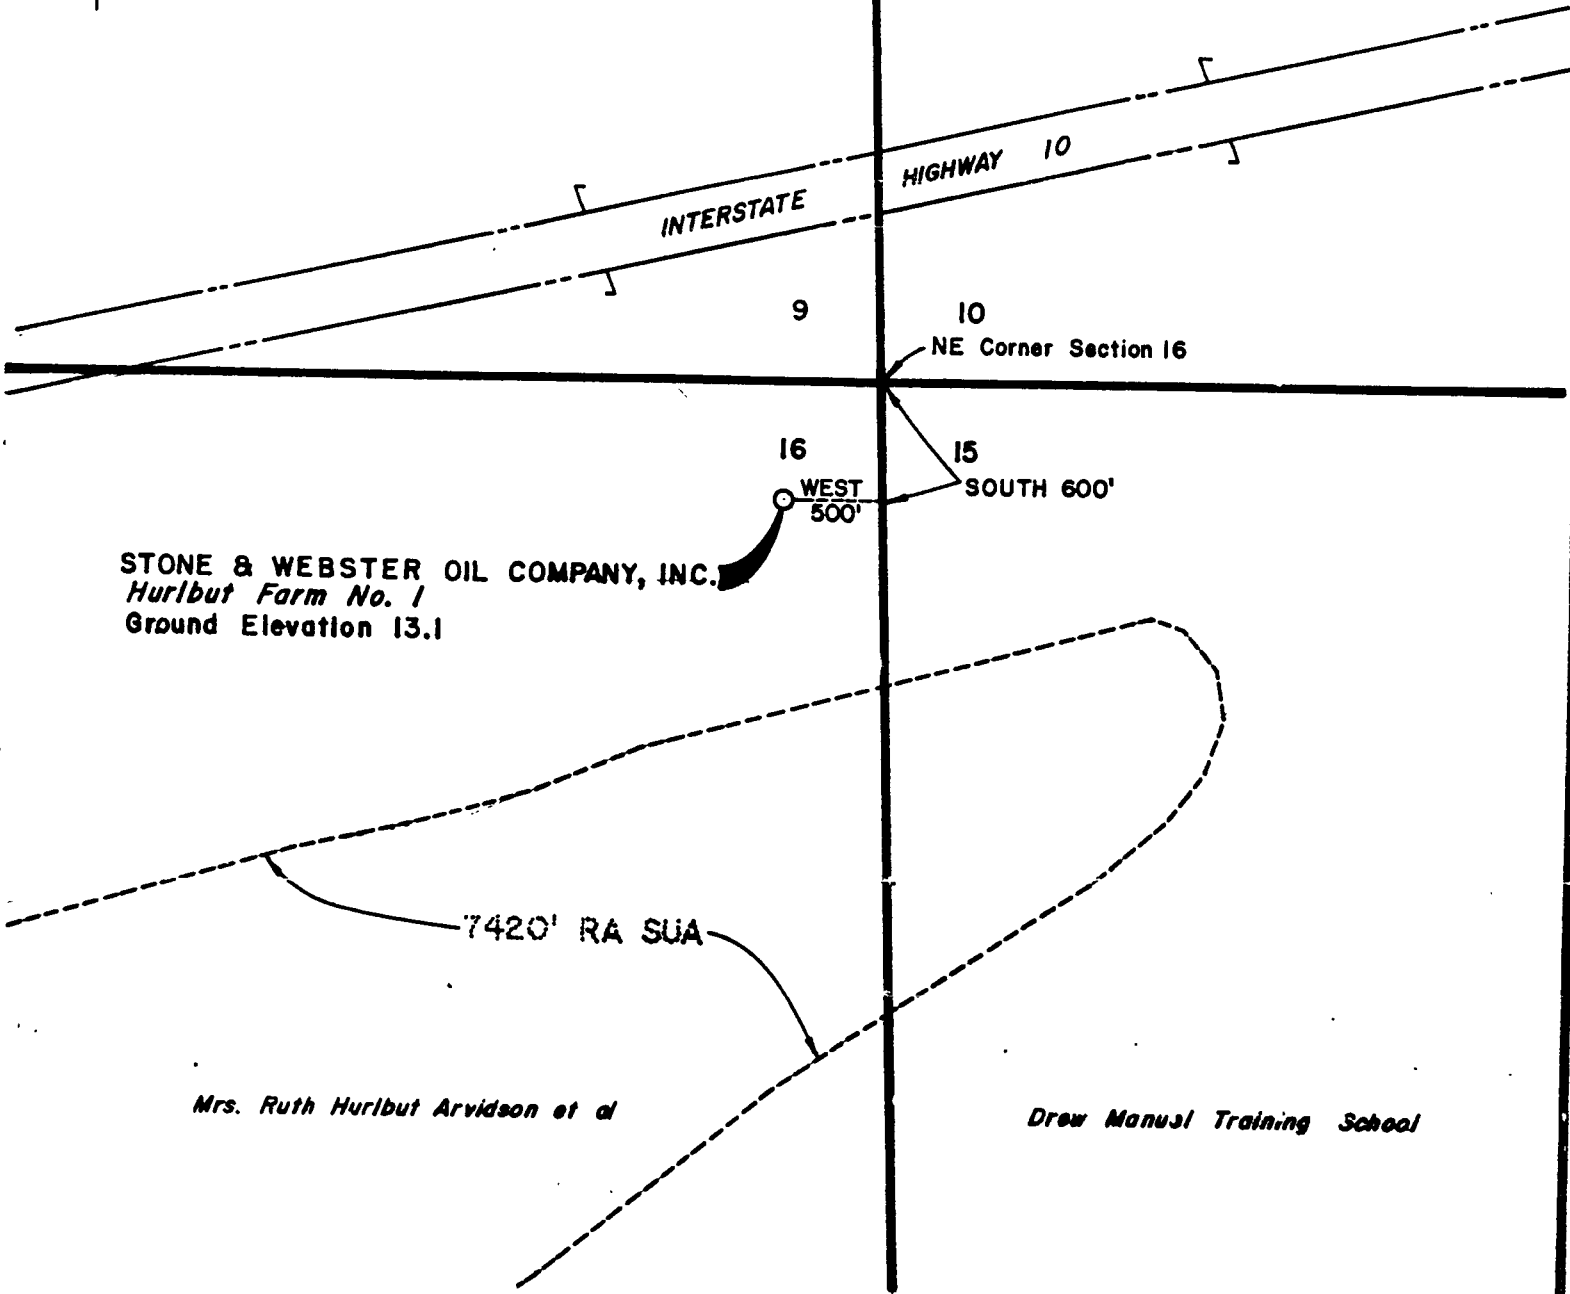 INTERSTATE HIGHWAY 10
9
10
NE Corner Section 16
16
15
WEST
500'
SOUTH 600'
STONE & WEBSTER OIL COMPANY, INC.
Hurlbut Farm No. 1
Ground Elevation 13.1
7420' RA SUA
Mrs. Ruth Hurlbut Arvidson et al
Drew Manual Training School